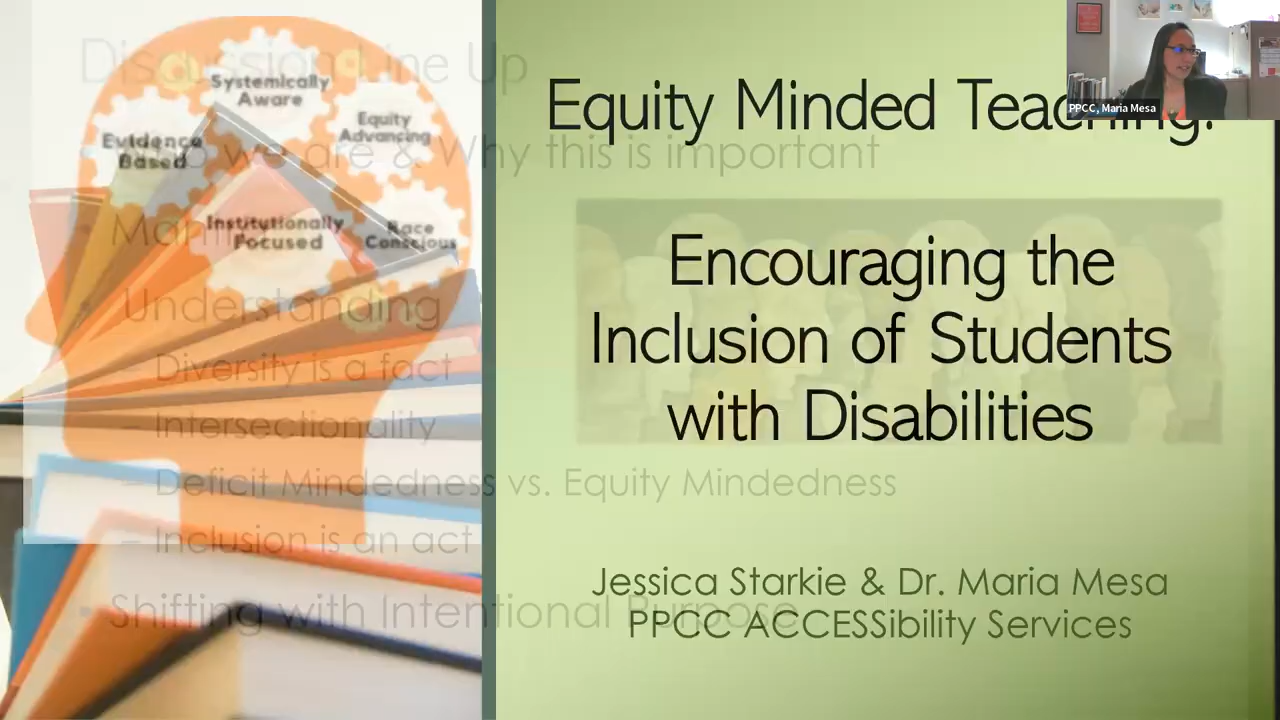 Equity Minded Teaching:
PPCC, Maria Mesa
Encouraging the
Inclusion of Students
with Disabilities
Jessica Starkie & Dr. Maria Mesa
PPCC ACCESSibility Services
Discussion Line Up
Who we are & Why this is important
Understanding
Diversity is a fact
Intersectionality
Deficit Mindedness vs. Equity Mindedness
Inclusion is an act
Shifting with Intentional Purpose
Systemically
Aware
Equity
Advancing
Evidence
Based
Institutionally
Focused
Race
Conscious